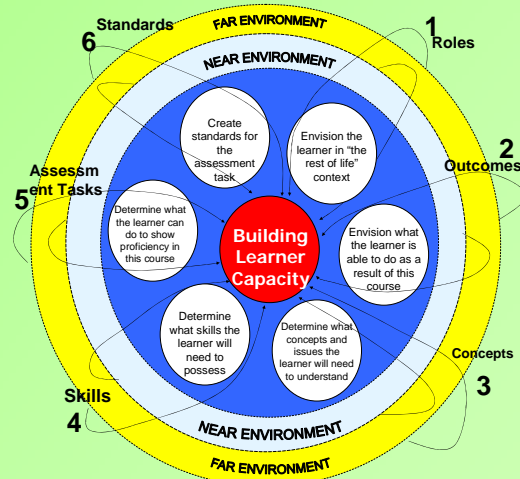 FAR ENVIRONMENT
NEAR ENVIRONMENT
Standards
6
1
Roles
Create
standards for
the
assessment
task
Envision the
learner in "the
rest of life"
context
2
Outcomes
Assessm
ent Tasks
5
Determine what
the learner can
do to show
proficiency in
this course
Building
Learner
Capacity
Envision what
the learner is
able to do as a
result of this
course
Determine
what skills the
learner will
need to
possess
Determine what
concepts and
issues the
learner will need
to understand
Concepts
3
Skills
4
NEAR ENVIRONMENT
FAR ENVIRONMENT